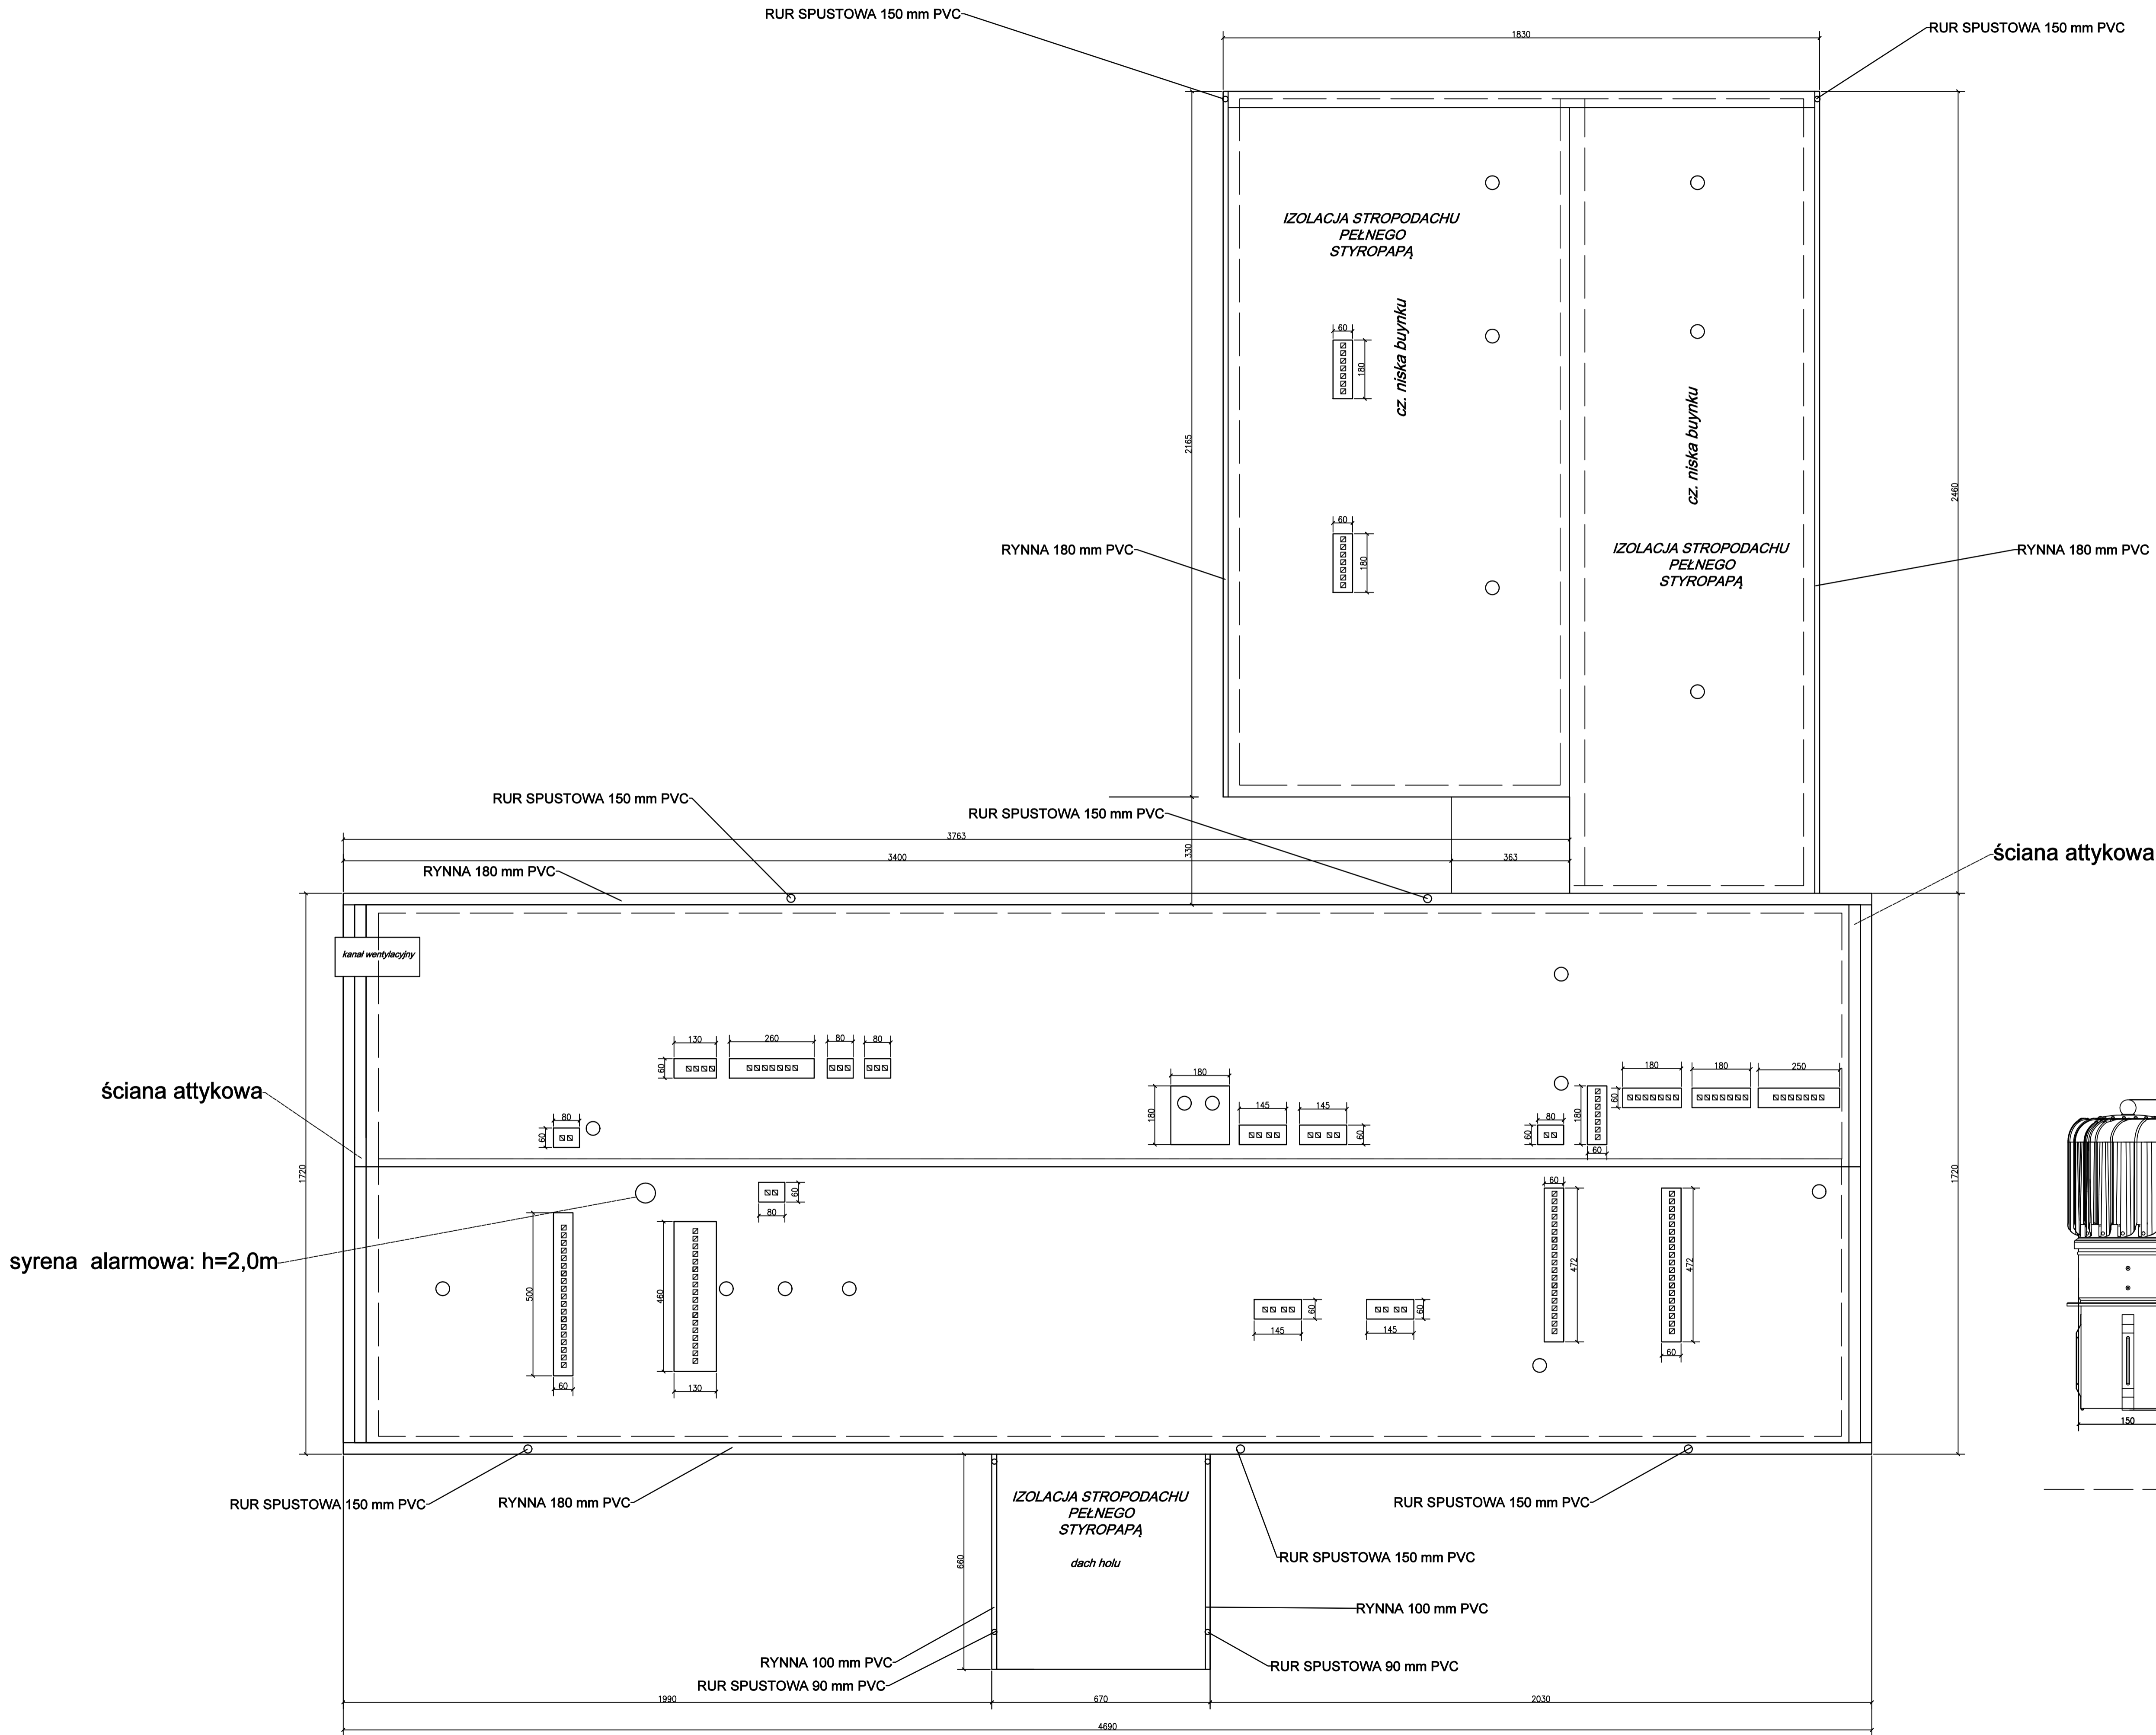 RUR SPUSTOWA 150 mm PVC
RUR SPUSTOWA 150 mm PVC
1830
IZOLACJA STROPODACHU
PEŁNEGO
STYROPAPĄ
cz. niska buynku
60
180
2165
cz. niska buynku
2460
60
180
RYNNA 180 mm PVC
IZOLACJA STROPODACHU
PEŁNEGO
STYROPAPĄ
RYNNA 180 mm PVC
RUR SPUSTOWA 150 mm PVC
RUR SPUSTOWA 150 mm PVC
3763
330
3400
363
ściana attykowa
RYNNA 180 mm PVC
kanał wentylacyjny
130
260
80
80
60
180
180
250
60
180
180
145
145
60
80
60
180
60
ściana attykowa
80
60
1720
1720
60
80
60
syrena alarmowa: h=2,0m
500
460
472
472
60
145
60
145
60
60
60
130
150
RUR SPUSTOWA 150 mm PVC
RYNNA 180 mm PVC
IZOLACJA STROPODACHU
PEŁNEGO
STYROPAPĄ
dach holu
RUR SPUSTOWA 150 mm PVC
RUR SPUSTOWA 150 mm PVC
660
RYNNA 100 mm PVC
RYNNA 100 mm PVC
RUR SPUSTOWA 90 mm PVC
RUR SPUSTOWA 90 mm PVC
1990
670
2030
4690